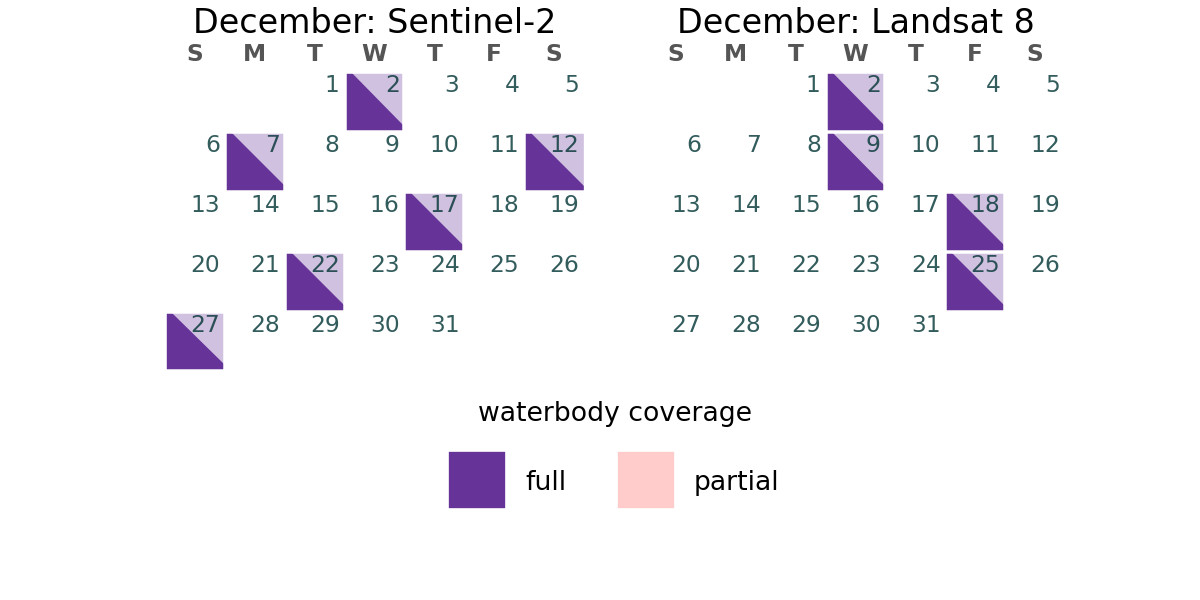 December: Sentinel-2
S M T W T F S
1 2 3 4 5
6 7 8 9 10 11 12
13 14 15 16 17 18 19
20 21 22 23 24 25 26
27 28 29 30 31
December: Landsat 8
S M T W T F S
1 2 3 4 5
6 7 8 9 10 11 12
13 14 15 16 17 18 19
20 21 22 23 24 25 26
27 28 29 30 31
waterbody coverage
full partial